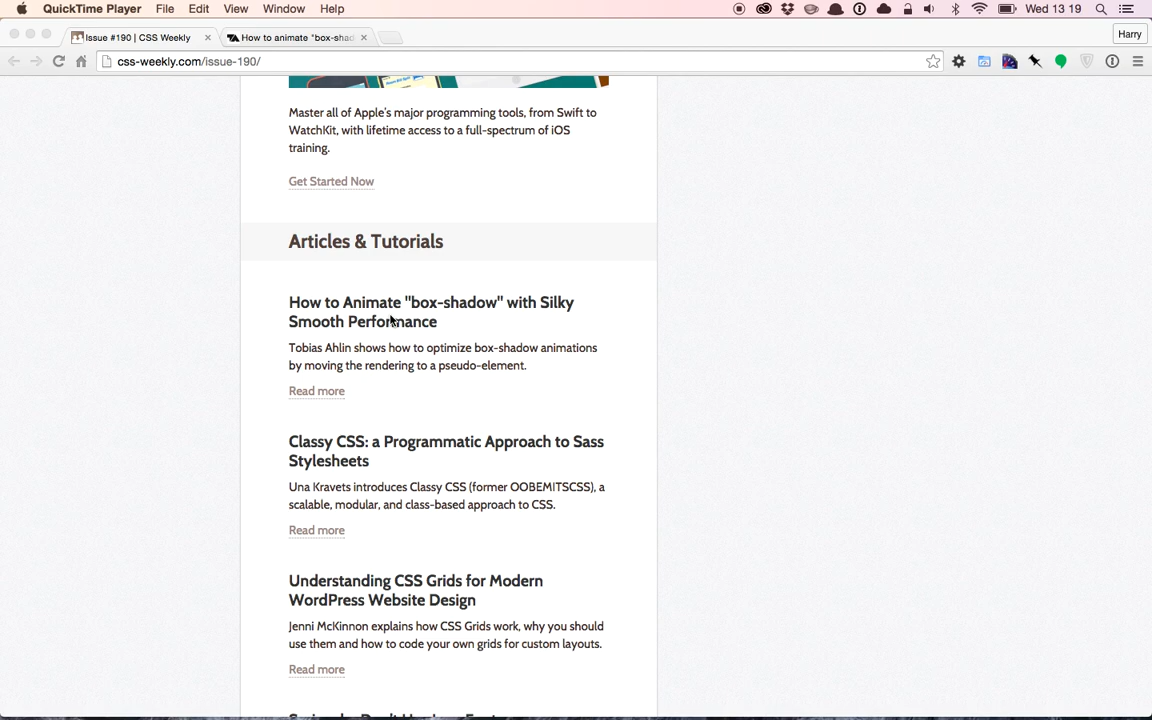 QuickTime Player File Edit View Window Help Wed 13 19
Issue #190 | CSS Weekly How to animate "box-shad Harry
css-weekly.com/issue-190/
Master all of Apple's major programming tools, from Swift to
WatchKit, with lifetime access to a full-spectrum of iOS
training.
Get Started Now
Articles & Tutorials
How to Animate "box-shadow" with Silky
Smooth Performance
Tobias Ahlin shows how to optimize box-shadow animations
by moving the rendering to a pseudo-element.
Read more
Classy CSS: a Programmatic Approach to Sass
Stylesheets
Una Kravets introduces Classy CSS (former OOBEMITSCSS), a
scalable, modular, and class-based approach to CSS.
Read more
Understanding CSS Grids for Modern
WordPress Website Design
Jenni McKinnon explains how CSS Grids work, why you should
use them and how to code your own grids for custom layouts.
Read more